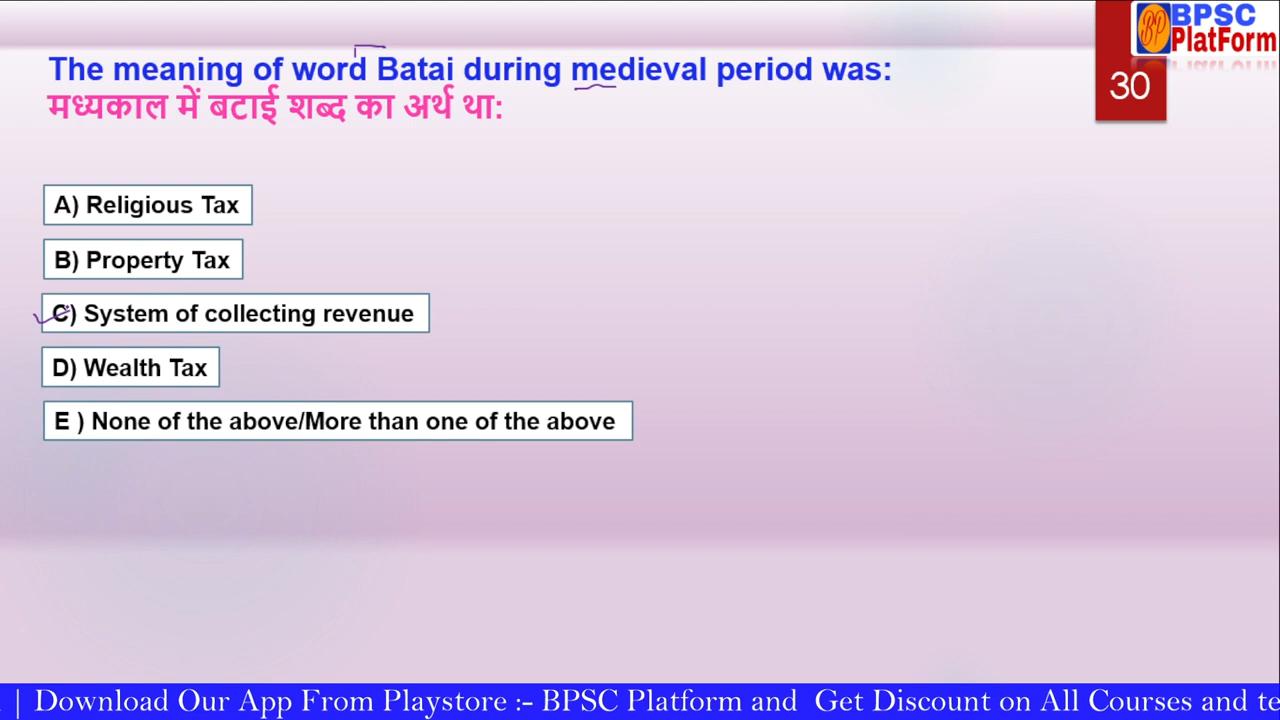 BPSC
PlatForm
BP
30
The meaning of word Batai during medieval period was:
मध्यकाल में बटाई शब्द का अर्थ था:
A) Religious Tax
B) Property Tax
C) System of collecting revenue
D) Wealth Tax
E ) None of the above/More than one of the above
| Download Our App From Playstore :- BPSC Platform and Get Discount on All Courses and te